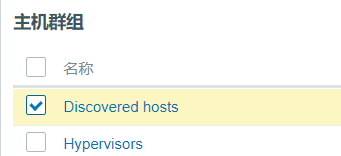 主机群组
名称
Discovered hosts
Hypervisors